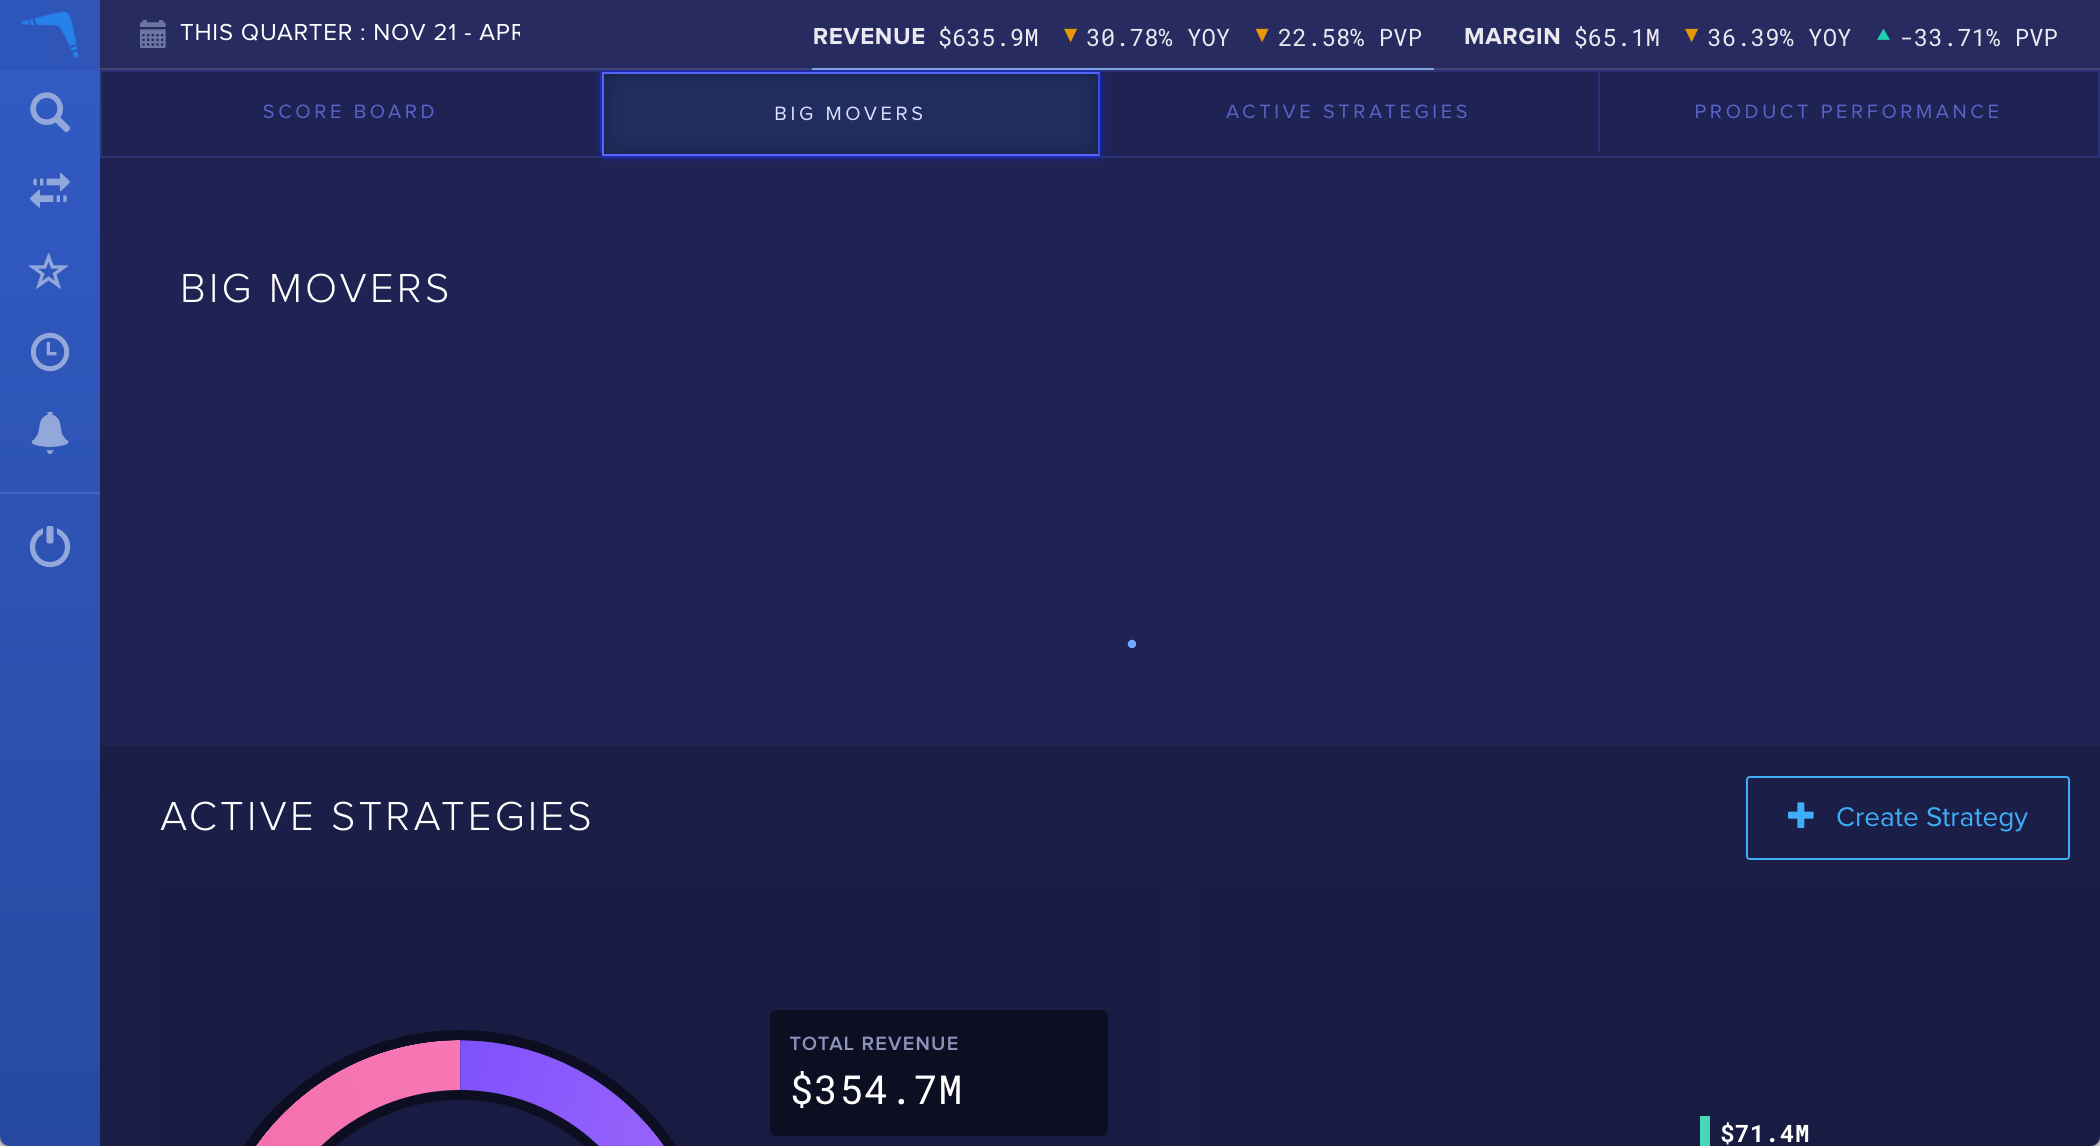 THIS QUARTER : NOV 21 - APR
REVENUE $635.9M ▼ 30.78% YOY ▼ 22.58% PVP MARGIN $65.1M ▼ 36.39% YOY ▲ -33.71% PVP
SCORE BOARD
BIG MOVERS
ACTIVE STRATEGIES
PRODUCT PERFORMANCE
BIG MOVERS
ACTIVE STRATEGIES
Create Strategy
TOTAL REVENUE
$354.7M
$71.4M